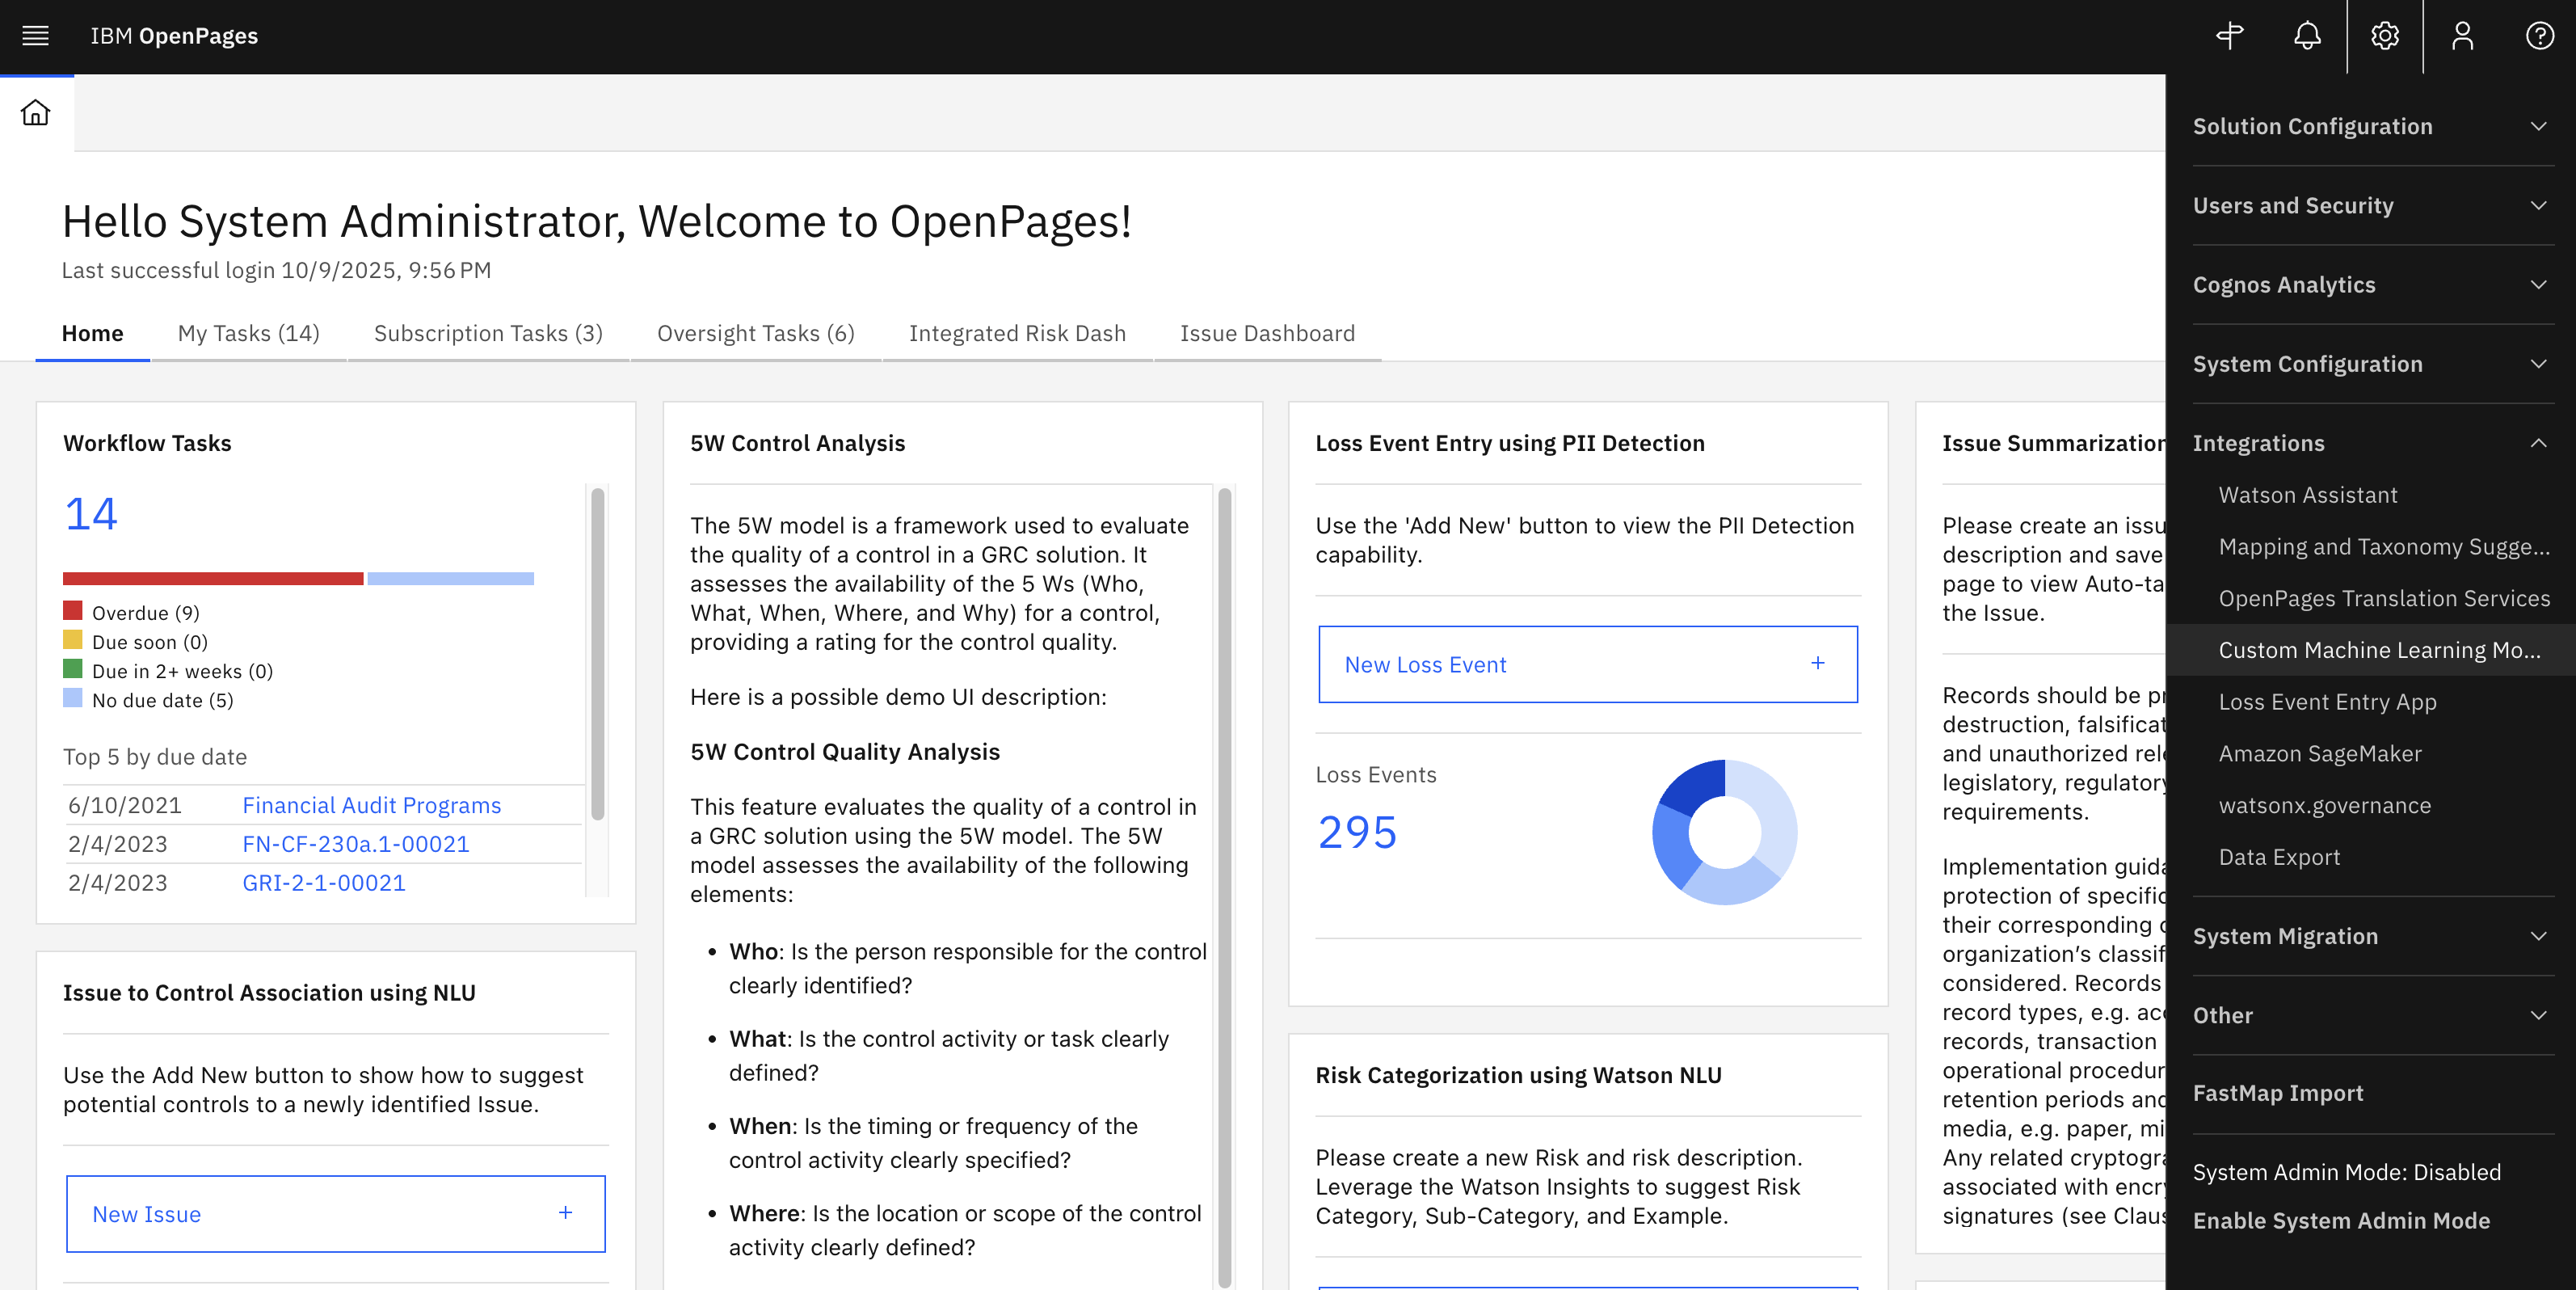 IBM OpenPages
Hello System Administrator, Welcome to OpenPages!
Last successful login 10/9/2025, 9:56 PM
Home
My Tasks (14)
Subscription Tasks (3)
Oversight Tasks (6)
Integrated Risk Dash
Issue Dashboard
Workflow Tasks
14
Overdue (9)
Due soon (0)
Due in 2+ weeks (0)
No due date (5)
Top 5 by due date
6/10/2021 Financial Audit Programs
2/4/2023 FN-CF-230a.1-00021
2/4/2023 GRI-2-1-00021
Issue to Control Association using NLU
Use the Add New button to show how to suggest
potential controls to a newly identified Issue.
New Issue +
5W Control Analysis
The 5W model is a framework used to evaluate
the quality of a control in a GRC solution. It
assesses the availability of the 5 Ws (Who,
What, When, Where, and Why) for a control,
providing a rating for the control quality.
Here is a possible demo UI description:
5W Control Quality Analysis
This feature evaluates the quality of a control in
a GRC solution using the 5W model. The 5W
model assesses the availability of the following
elements:
• Who: Is the person responsible for the control
clearly identified?
• What: Is the control activity or task clearly
defined?
• When: Is the timing or frequency of the
control activity clearly specified?
• Where: Is the location or scope of the control
activity clearly defined?
Loss Event Entry using PII Detection
Use the 'Add New' button to view the PII Detection
capability.
New Loss Event +
Loss Events
295
Risk Categorization using Watson NLU
Please create a new Risk and risk description.
Leverage the Watson Insights to suggest Risk
Category, Sub-Category, and Example.
Issue Summarization
Please create an issu
description and save
page to view Auto-ta
the Issue.
Records should be pr
destruction, falsificat
and unauthorized rele
legislatory, regulatory
requirements.
Implementation guida
protection of specific
their corresponding c
organization's classif
considered. Records
record types, e.g. acc
records, transaction
operational procedur
retention periods and
media, e.g. paper, mi
Any related cryptogra
associated with encry
signatures (see Claus
Solution Configuration
Users and Security
Cognos Analytics
System Configuration
Integrations
Watson Assistant
Mapping and Taxonomy Sugge...
OpenPages Translation Services
Custom Machine Learning Mo...
Loss Event Entry App
Amazon SageMaker
watsonx.governance
Data Export
System Migration
Other
FastMap Import
System Admin Mode: Disabled
Enable System Admin Mode